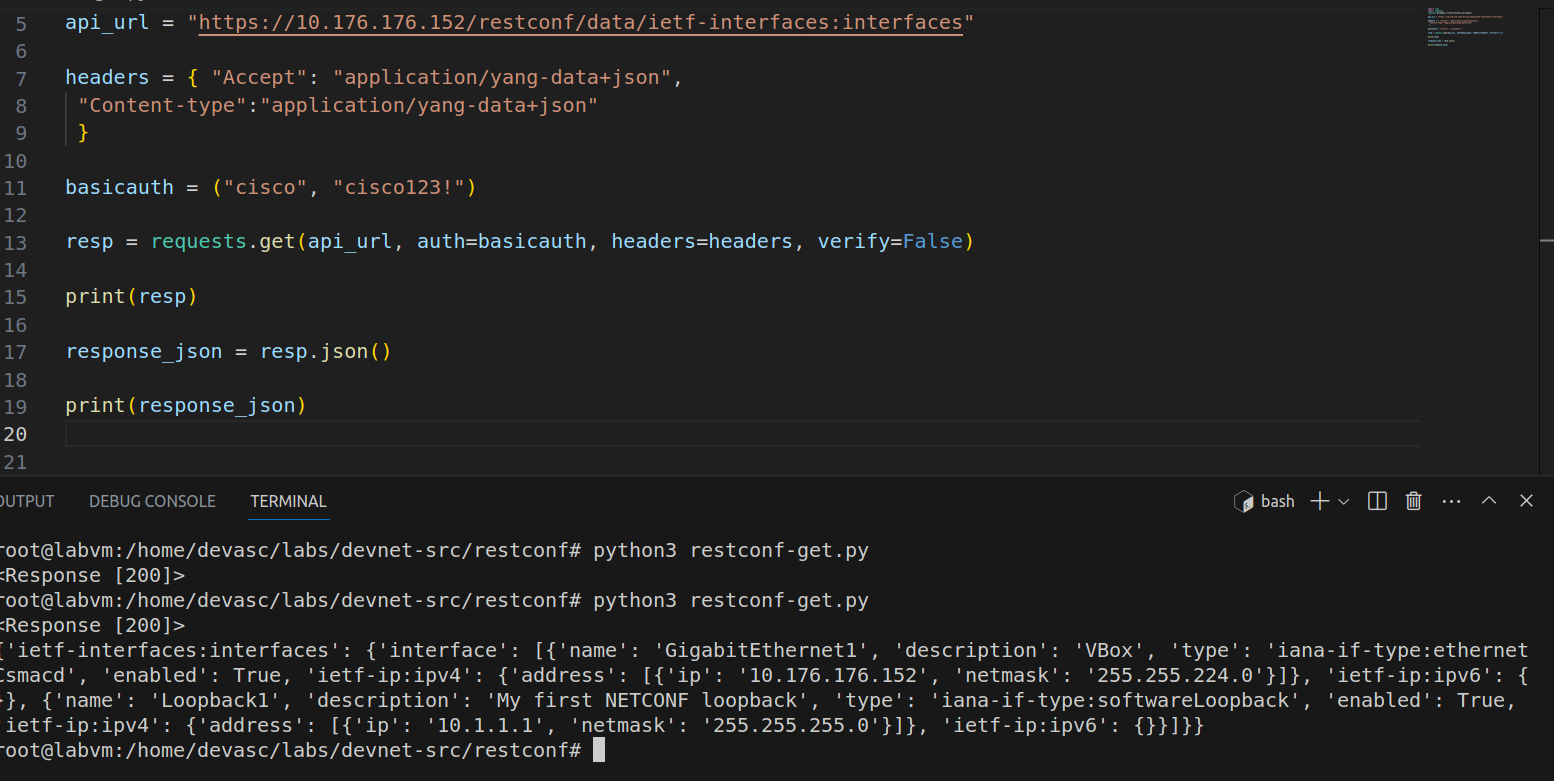 5 api_url = "https://10.176.176.152/restconf/data/ietf-interfaces:interfaces"
6
7 headers = { "Accept": "application/yang-data+json",
8 "Content-type":"application/yang-data+json"
9 }
10
11 basicauth = ("cisco", "cisco123!")
12
13 resp = requests.get(api_url, auth=basicauth, headers=headers, verify=False)
14
15 print(resp)
16
17 response_json = resp.json()
18
19 print(response_json)
20
21
OUTPUT DEBUG CONSOLE TERMINAL bash
root@labvm:/home/devasc/labs/devnet-src/restconf# python3 restconf-get.py
<Response [200]>
root@labvm:/home/devasc/labs/devnet-src/restconf# python3 restconf-get.py
<Response [200]>
{'ietf-interfaces:interfaces': {'interface': [{'name': 'GigabitEthernet1', 'description': 'VBox', 'type': 'iana-if-type:ethernet
Csmacd', 'enabled': True, 'ietf-ip:ipv4': {'address': [{'ip': '10.176.176.152', 'netmask': '255.255.224.0'}]}, 'ietf-ip:ipv6': {
}}, {'name': 'Loopback1', 'description': 'My first NETCONF loopback', 'type': 'iana-if-type:softwareLoopback', 'enabled': True,
'ietf-ip:ipv4': {'address': [{'ip': '10.1.1.1', 'netmask': '255.255.255.0'}]}, 'ietf-ip:ipv6': {}}]}}
root@labvm:/home/devasc/labs/devnet-src/restconf#